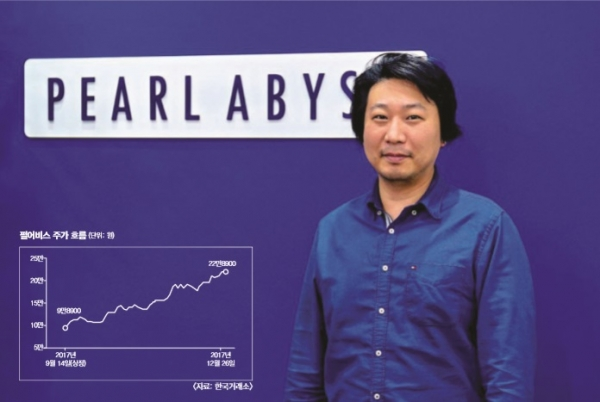 PEARL ABYS
펄어비스 주가 흐름 (단위: 원)
25만
20만
15만
10만
5만
9만8900
22만8900
2017년
9월 14일(상장)
2017년
12월 26일
<자료: 한국거래소>